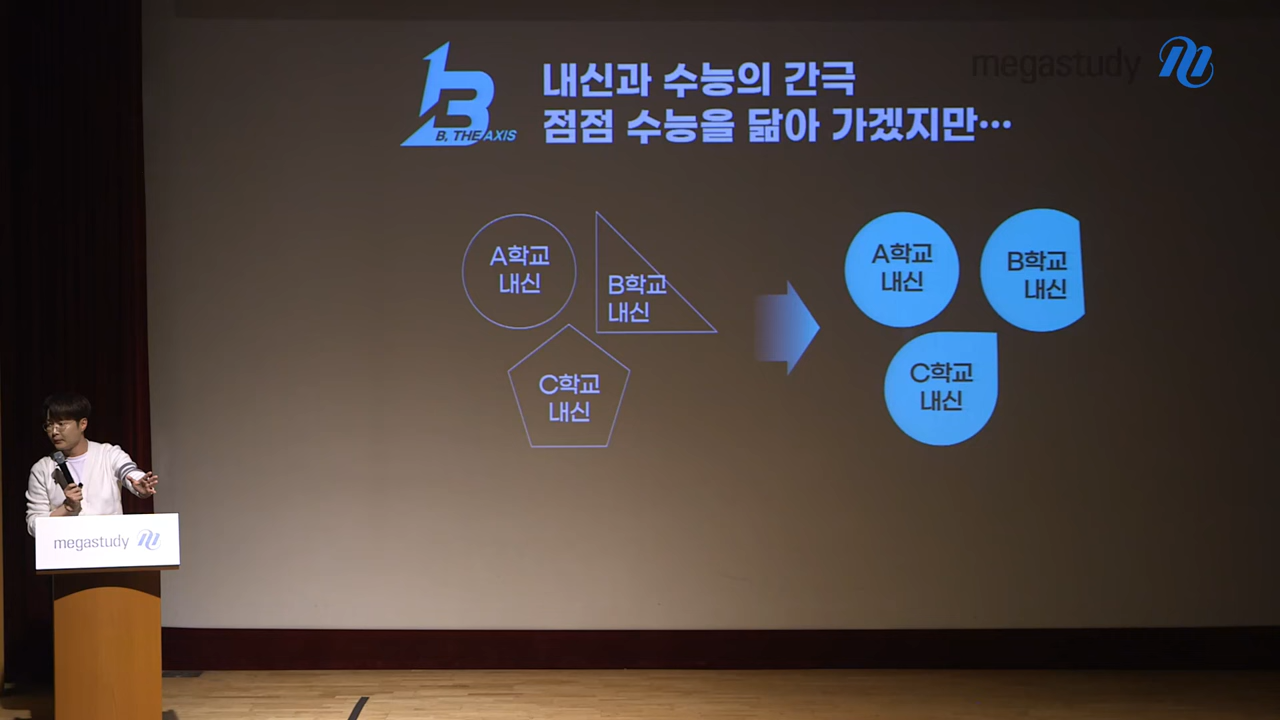 megastudy
내신과 수능의 간극
점점 수능을 닮아 가겠지만…
B
B, THE AXIS
A학교
내신
B학교
내신
C학교
내신
A학교
내신
B학교
내신
C학교
내신
megastudy